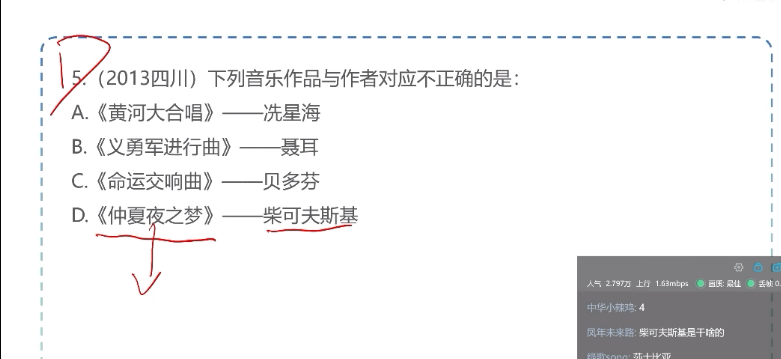 D
5.（2013四川）下列音乐作品与作者对应不正确的是：
A.《黄河大合唱》——冼星海
B.《义勇军进行曲》——聂耳
C.《命运交响曲》——贝多芬
D.《仲夏夜之梦》——柴可夫斯基
人气 2.797万 上行 1.63mbps 画质: 最佳 丢帧 0.
中华小辣鸡: 4
凤年未来路: 柴可夫斯基是干啥的
song: 莎士比亚